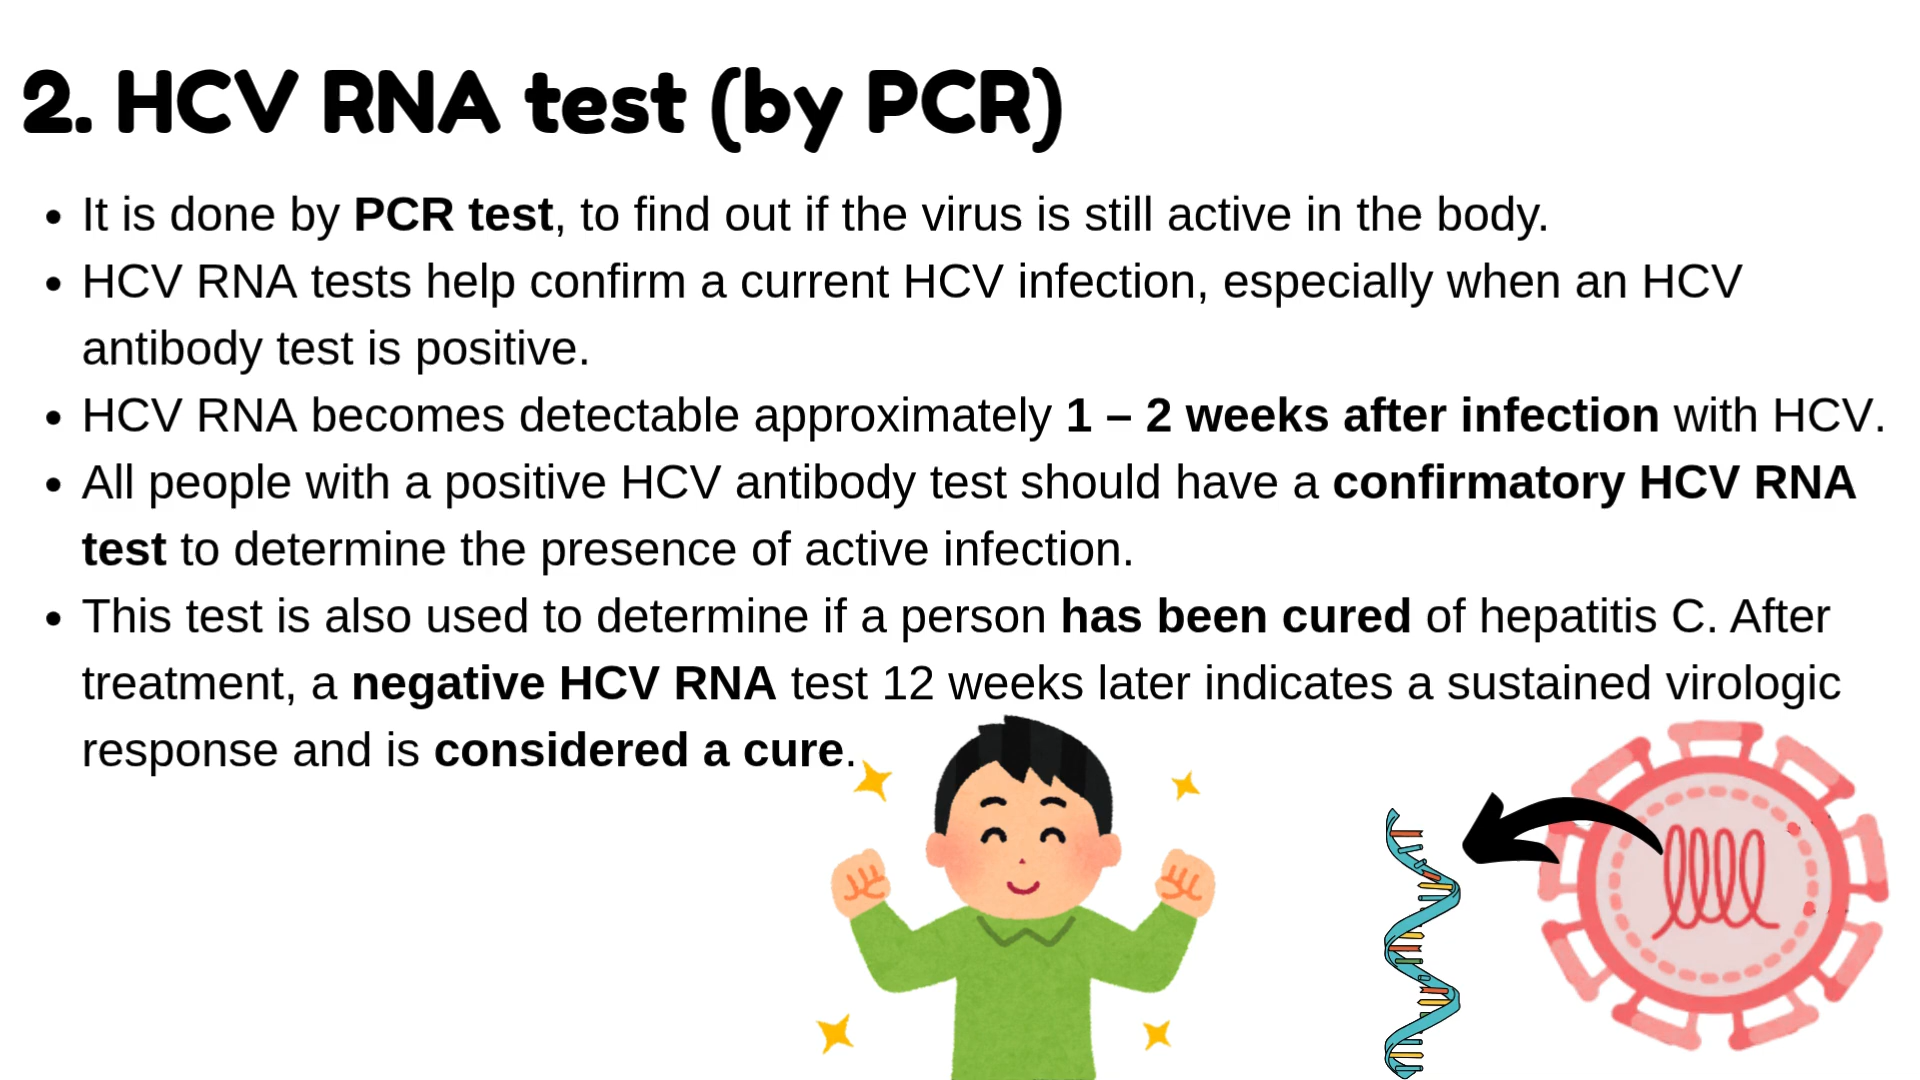 2. HCV RNA test (by PCR)
• It is done by PCR test, to find out if the virus is still active in the body.
• HCV RNA tests help confirm a current HCV infection, especially when an HCV
antibody test is positive.
• HCV RNA becomes detectable approximately 1 – 2 weeks after infection with HCV.
• All people with a positive HCV antibody test should have a confirmatory HCV RNA
test to determine the presence of active infection.
• This test is also used to determine if a person has been cured of hepatitis C. After
treatment, a negative HCV RNA test 12 weeks later indicates a sustained virologic
response and is considered a cure.